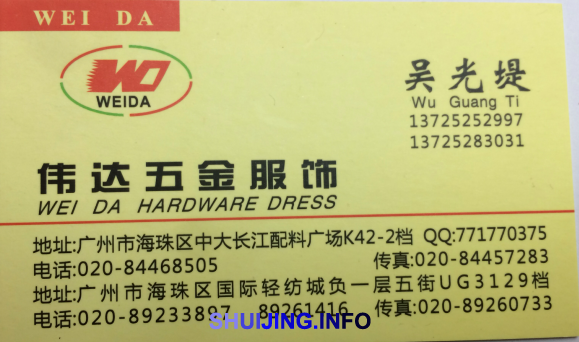 WEI DA
WEIDA
吴光堤
Wu Guang Ti
13725252997
13725283031
伟达五金服饰
WEI DA HARDWARE DRESS
地址:广州市海珠区中大长江配料广场K42-2档 QQ:771770375
电话:020-84468505 传真:020-84457283
地址:广州市海珠区国际轻纺城负一层五街UG3129档
电话:020-89233897 89261416 传真:020-89260733
SHUIJING.INFO